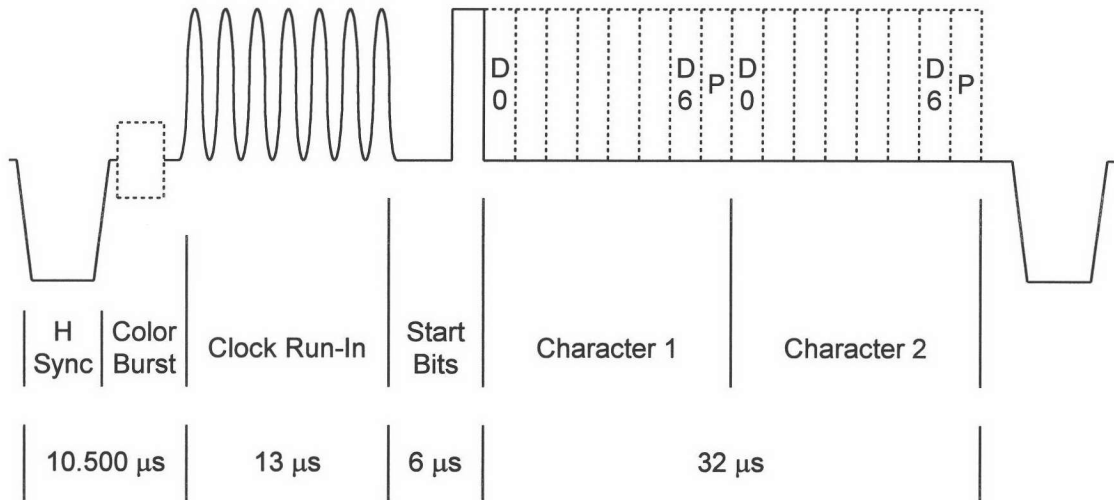 D
0
D
6
P
D
0
D
6
P
H
Sync
Color
Burst
Clock Run-In
Start
Bits
Character 1
Character 2
10.500 μs
13 μs
6 μs
32 μs